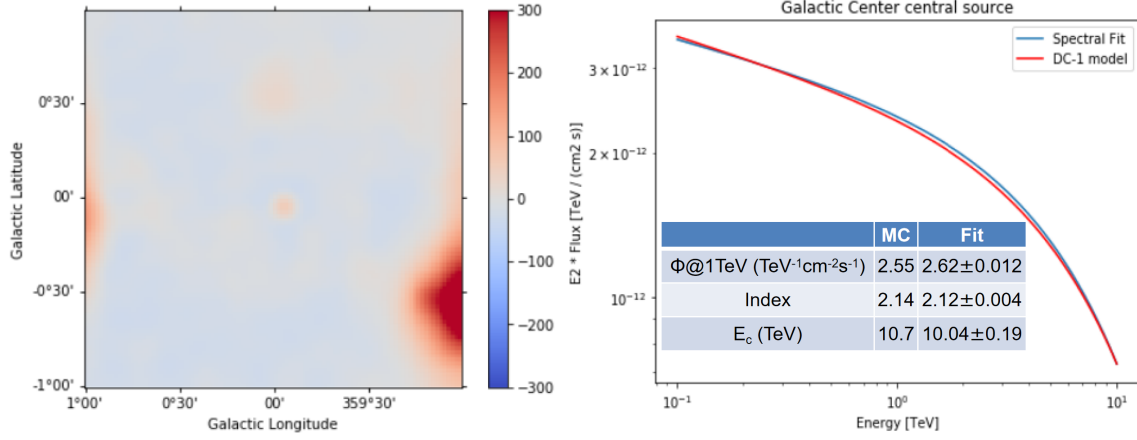 0°30'
00'
-0°30'
-1°00'
Galactic Latitude
1°00'
0°30'
00'
359°30'
Galactic Longitude
300
200
100
0
−100
−200
−300
E2 * Flux [TeV / (cm2 s)]
Galactic Center central source
Spectral Fit
DC-1 model
3 × 10⁻¹²
2 × 10⁻¹²
10⁻¹²
MC Fit
Φ@1TeV (TeV⁻¹cm⁻²s⁻¹) 2.55 2.62±0.012
Index 2.14 2.12±0.004
E꜀ (TeV) 10.7 10.04±0.19
10⁻¹
10⁰
10¹
Energy [TeV]